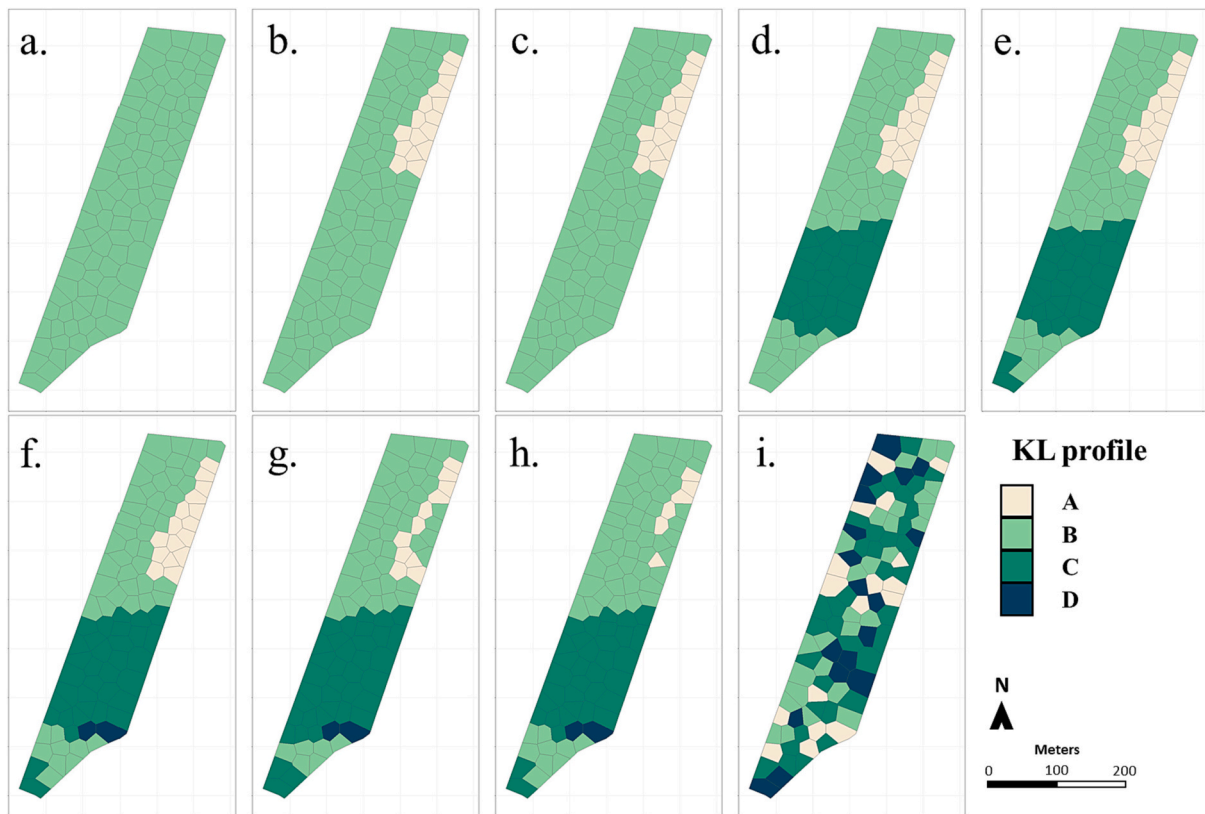 a.
b.
c.
d.
e.
f.
g.
h.
i.
KL profile
A
B
C
D
N
Meters
0 100 200